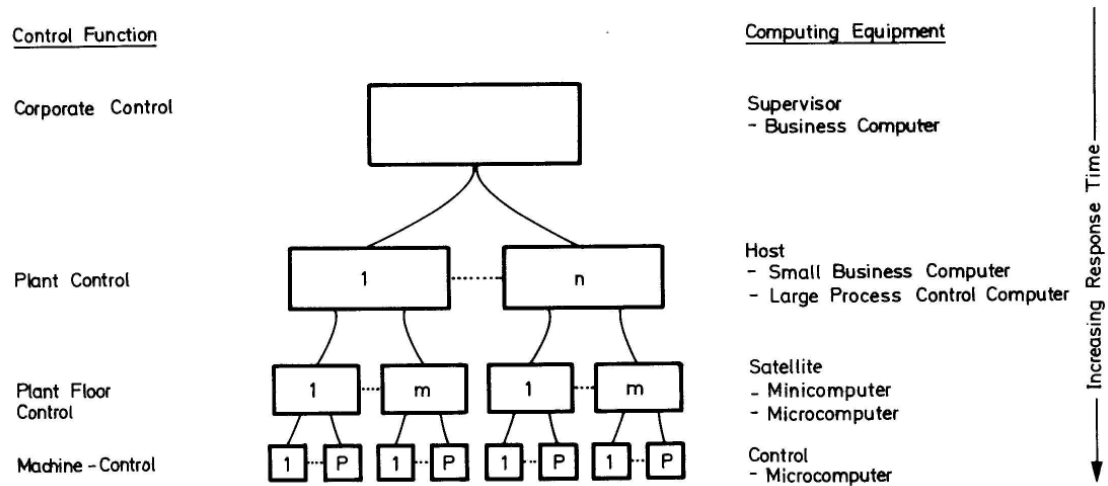 Control Function
Computing Equipment
Corporate Control
Supervisor
- Business Computer
Plant Control
1
n
Host
- Small Business Computer
- Large Process Control Computer
Plant Floor
Control
1
m
1
m
Satellite
- Minicomputer
- Microcomputer
Machine-Control
1
P
1
P
1
P
1
P
Control
- Microcomputer
Increasing Response Time